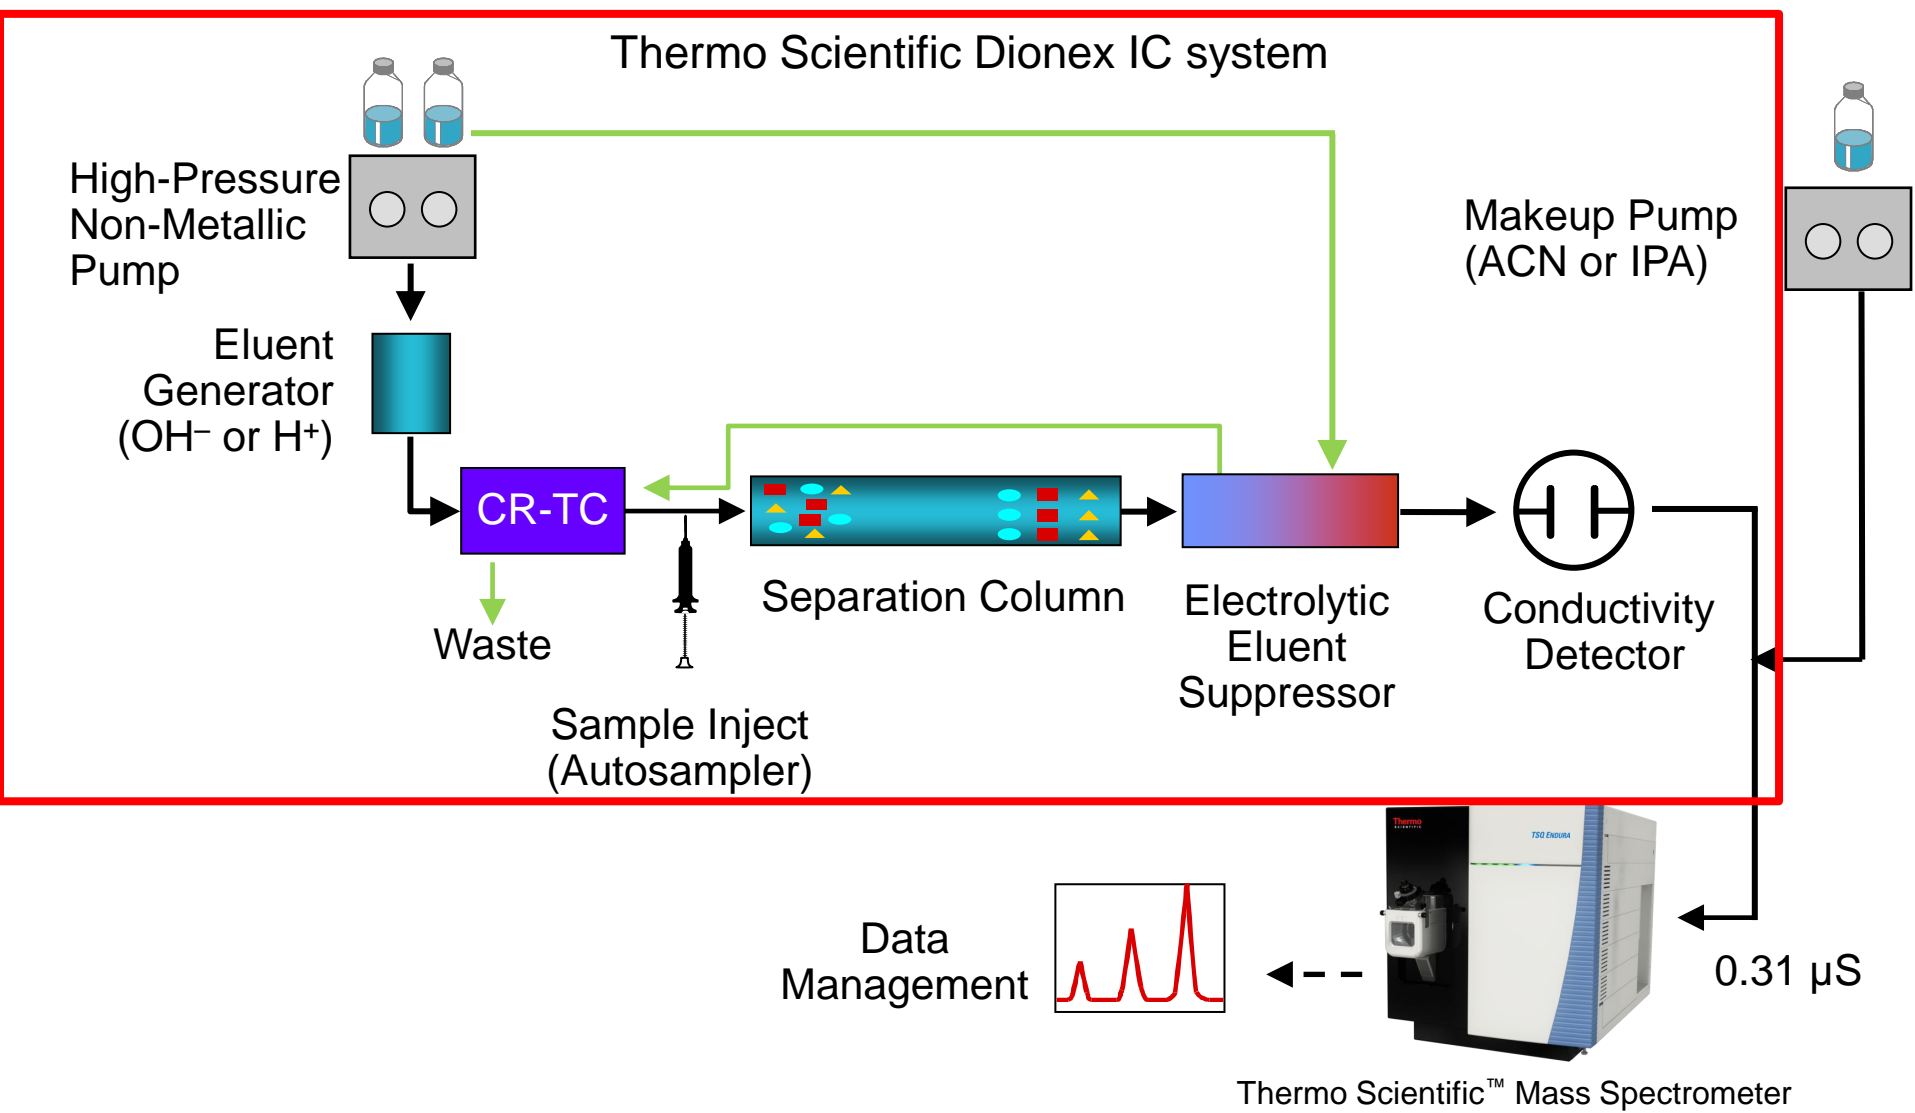 Thermo Scientific Dionex IC system
High-Pressure
Non-Metallic
Pump
Makeup Pump
(ACN or IPA)
Eluent
Generator
(OH– or H+)
CR-TC
Waste
Sample Inject
(Autosampler)
Separation Column
Electrolytic
Eluent
Suppressor
Conductivity
Detector
Thermo
SCIENTIFIC
TSQ ENDURA
Data
Management
0.31 µS
Thermo Scientific™ Mass Spectrometer